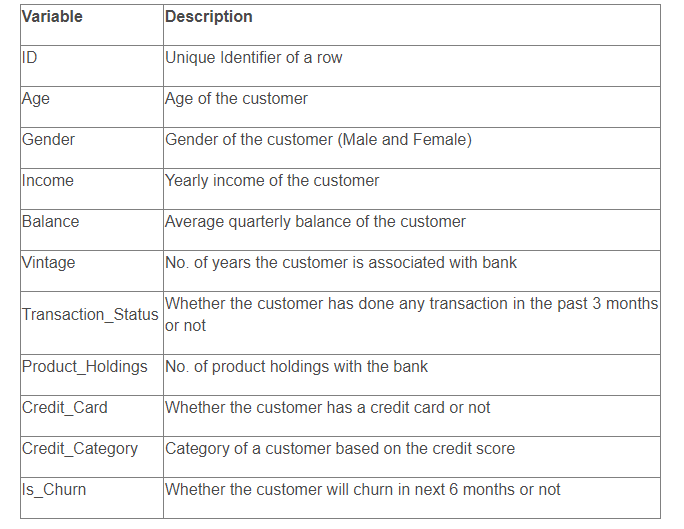 Variable Description
ID Unique Identifier of a row
Age Age of the customer
Gender Gender of the customer (Male and Female)
Income Yearly income of the customer
Balance Average quarterly balance of the customer
Vintage No. of years the customer is associated with bank
Transaction_Status Whether the customer has done any transaction in the past 3 months
or not
Product_Holdings No. of product holdings with the bank
Credit_Card Whether the customer has a credit card or not
Credit_Category Category of a customer based on the credit score
Is_Churn Whether the customer will churn in next 6 months or not